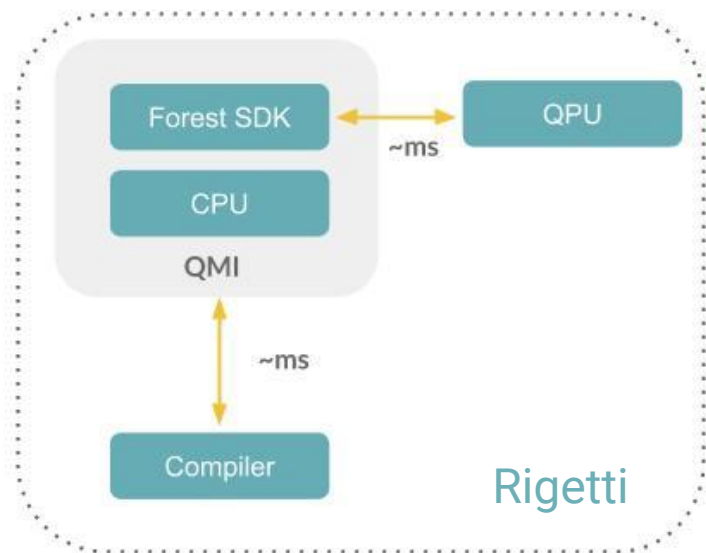 Forest SDK
QPU
~ms
CPU
QMI
~ms
Compiler
Rigetti